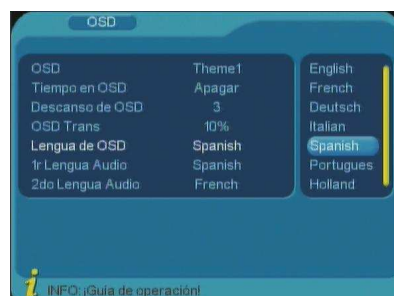 OSD
OSD Theme1
Tiempo en OSD Apagar
Descanso de OSD 3
OSD Trans 10%
Lengua de OSD Spanish
1r Lengua Audio Spanish
2do Lengua Audio French
English
French
Deutsch
Italian
Spanish
Portugues
Holland
INFO: ¡Guía de operación!